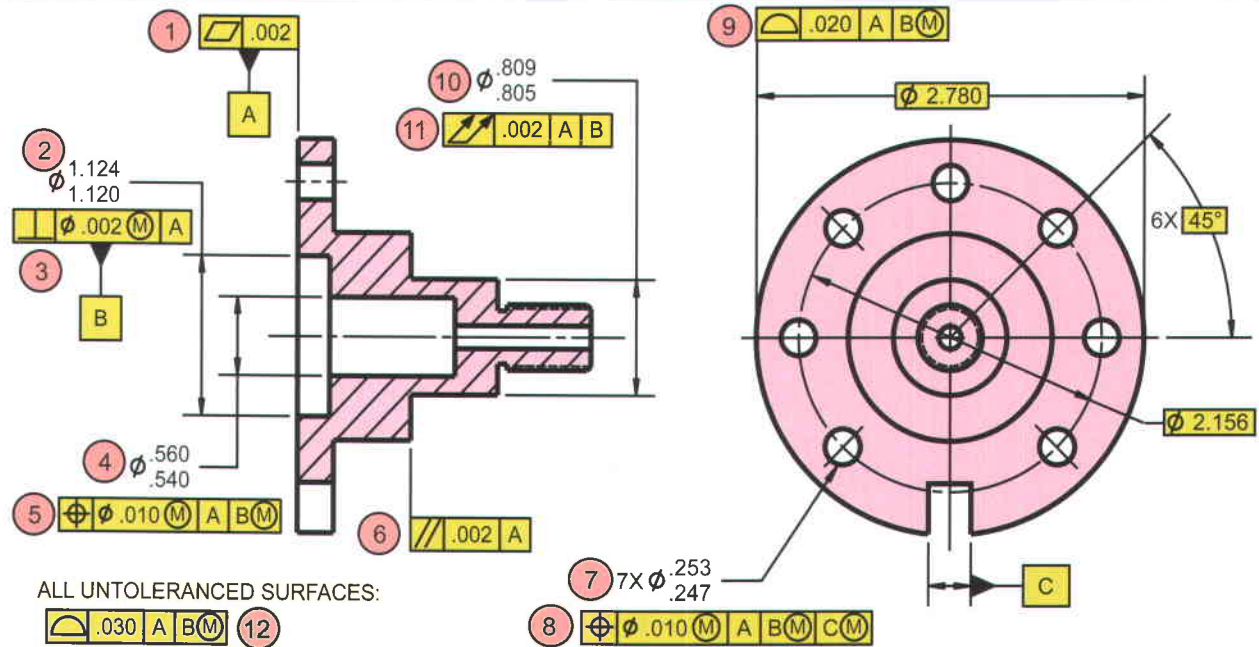 1 ⏥ .002
A
2
⌀ 1.124
1.120
⟂ ⌀ .002 Ⓜ A
3
B
4 ⌀ .560
.540
5 ⌖ ⌀ .010 Ⓜ A B Ⓜ
6 // .002 A
10 ⌀ .809
.805
11 ⌰ .002 A B
9 ⌓ .020 A B Ⓜ
⌀ 2.780
6X 45°
⌀ 2.156
7 7X ⌀ .253
.247
C
8 ⌖ ⌀ .010 Ⓜ A B Ⓜ C Ⓜ
ALL UNTOLERANCED SURFACES:
⌓ .030 A B Ⓜ 12